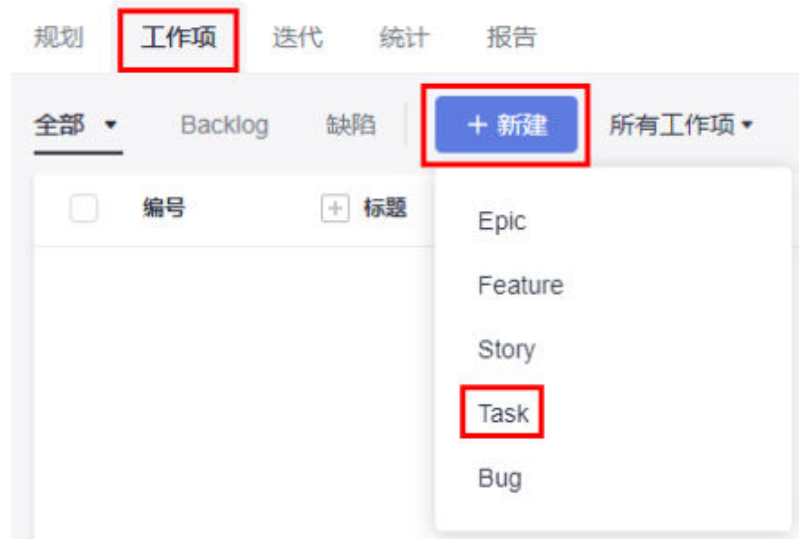 规划 工作项 迭代 统计 报告
全部 Backlog 缺陷 + 新建 所有工作项
编号 标题
Epic
Feature
Story
Task
Bug